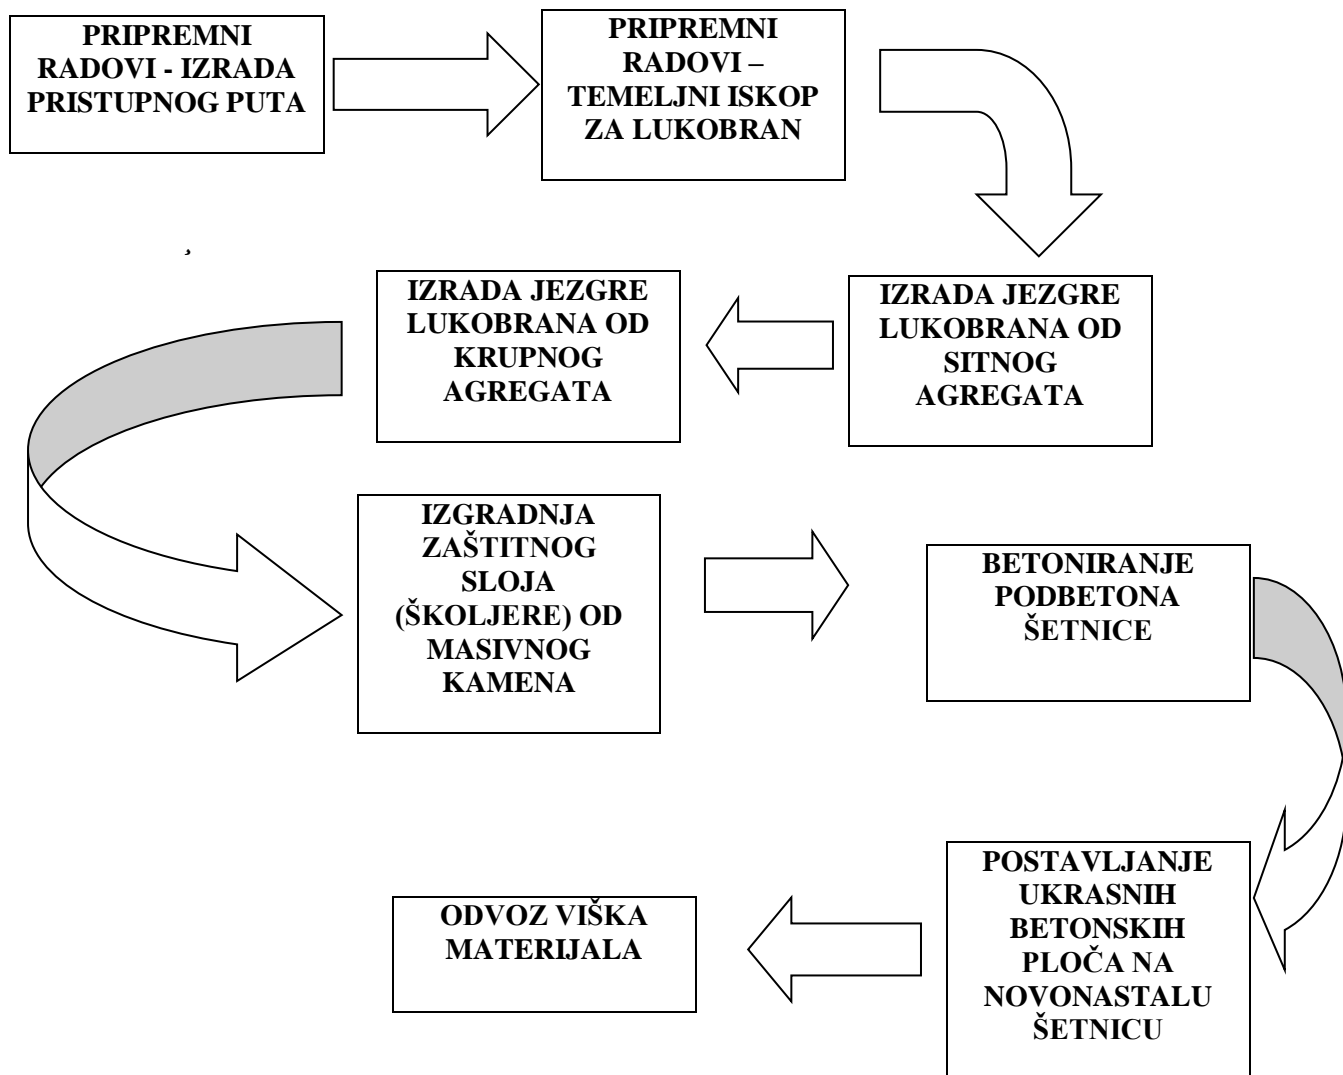 PRIPREMNI
RADOVI - IZRADA
PRISTUPNOG PUTA
PRIPREMNI
RADOVI –
TEMELJNI ISKOP
ZA LUKOBRAN
¸
IZRADA JEZGRE
LUKOBRANA OD
SITNOG
AGREGATA
IZRADA JEZGRE
LUKOBRANA OD
KRUPNOG
AGREGATA
IZGRADNJA
ZAŠTITNOG
SLOJA
(ŠKOLJERE) OD
MASIVNOG
KAMENA
BETONIRANJE
PODBETONA
ŠETNICE
POSTAVLJANJE
UKRASNIH
BETONSKIH
PLOČA NA
NOVONASTALU
ŠETNICU
ODVOZ VIŠKA
MATERIJALA